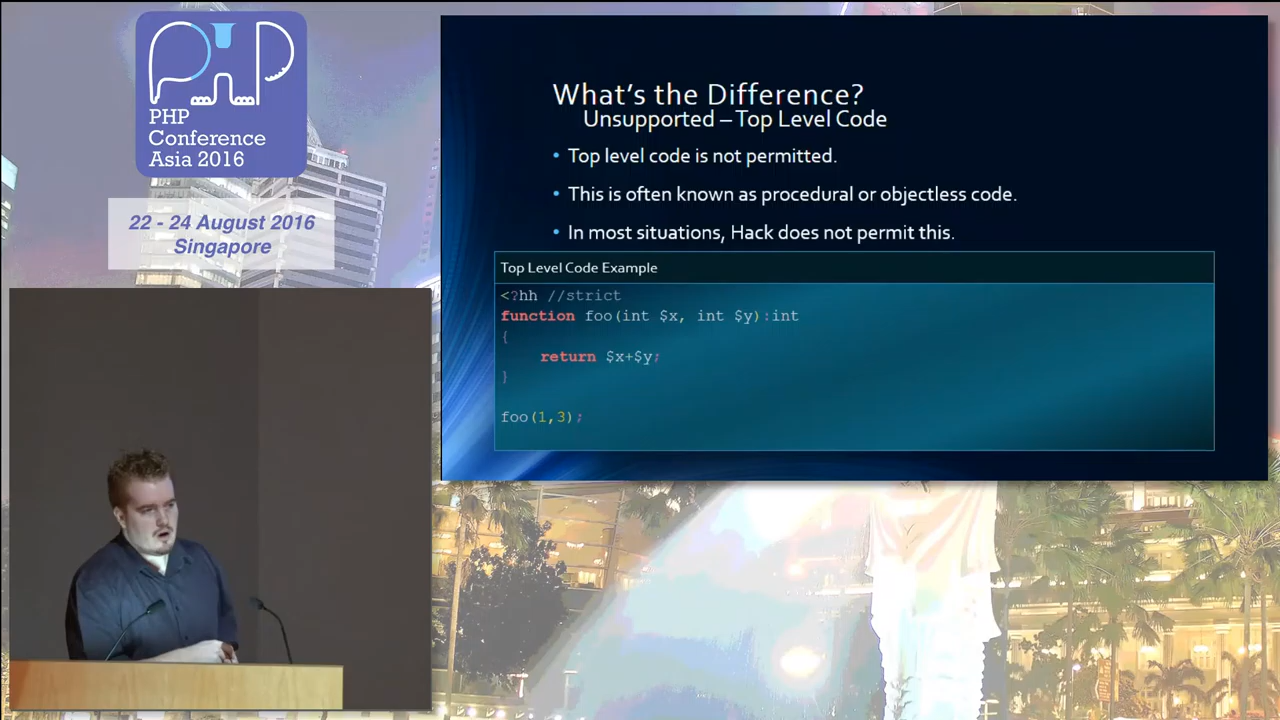 PHP
PHP
Conference
Asia 2016
22 - 24 August 2016
Singapore
What's the Difference?
Unsupported – Top Level Code
• Top level code is not permitted.
• This is often known as procedural or objectless code.
• In most situations, Hack does not permit this.
Top Level Code Example
<?hh //strict
function foo(int $x, int $y):int
{
    return $x+$y;
}
foo(1,3);